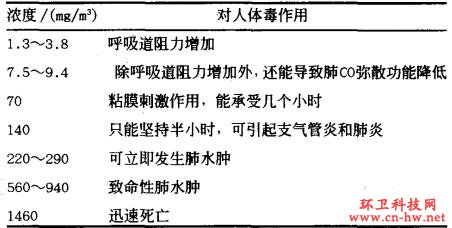 浓度/(mg/m³) 对人体毒作用
1.3～3.8 呼吸道阻力增加
7.5～9.4 除呼吸道阻力增加外,还能导致肺CO弥散功能降低
70 粘膜刺激作用，能承受几个小时
140 只能坚持半小时，可引起支气管炎和肺炎
220～290 可立即发生肺水肿
560～940 致命性肺水肿
1460 迅速死亡
环卫科技网
www.cn-hw.net